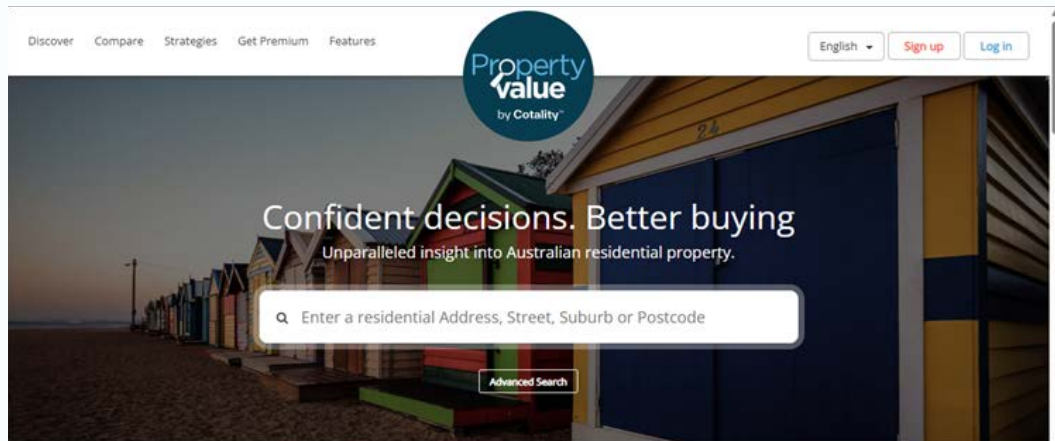 Discover Compare Strategies Get Premium Features
English Sign up Log in
Property
value
by Cotality™
24
Confident decisions. Better buying
Unparalleled insight into Australian residential property.
Enter a residential Address, Street, Suburb or Postcode
Advanced Search